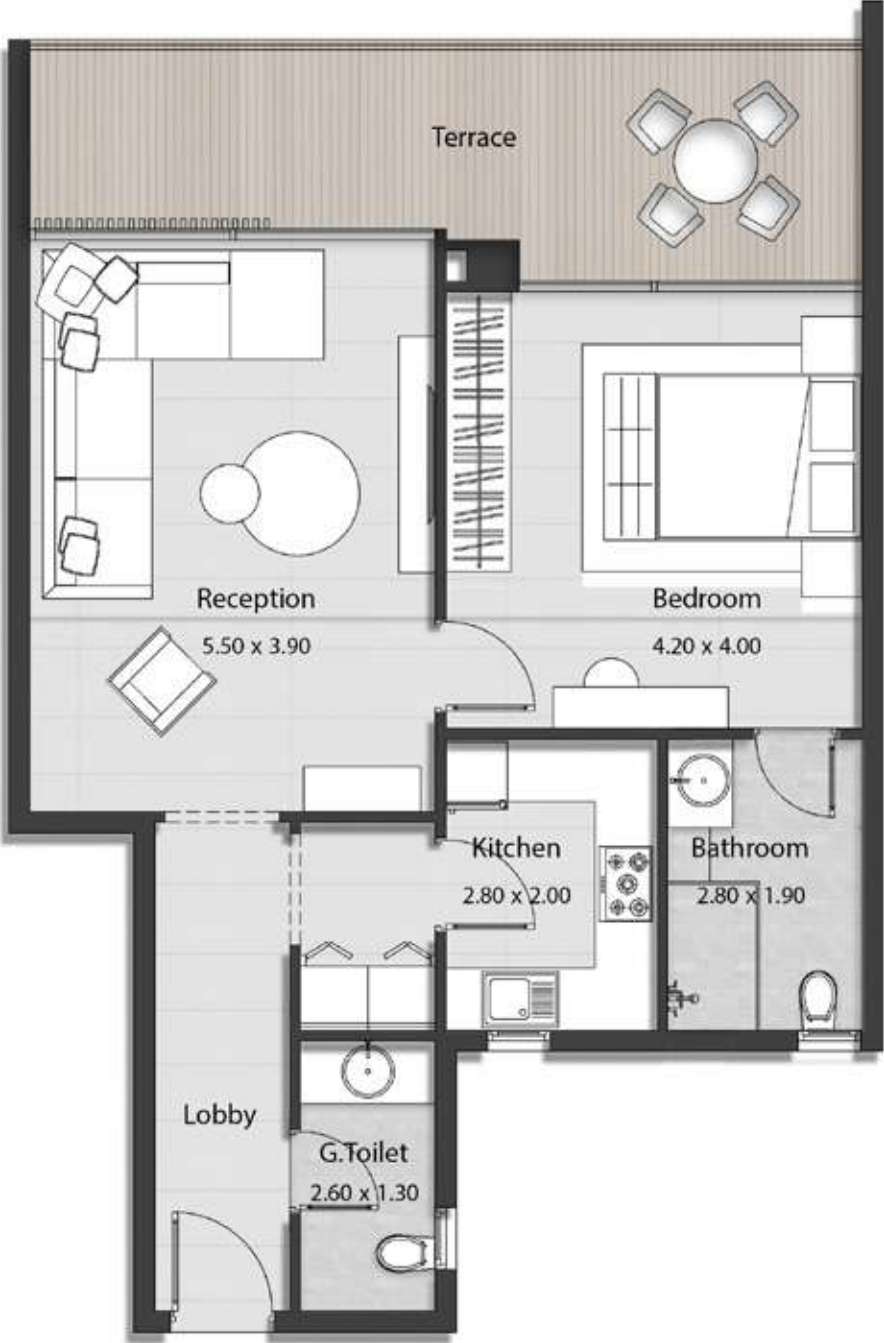 Terrace
Reception
5.50 x 3.90
Bedroom
4.20 x 4.00
Kitchen
2.80 x 2.00
Bathroom
2.80 x 1.90
Lobby
G.Toilet
2.60 x 1.30